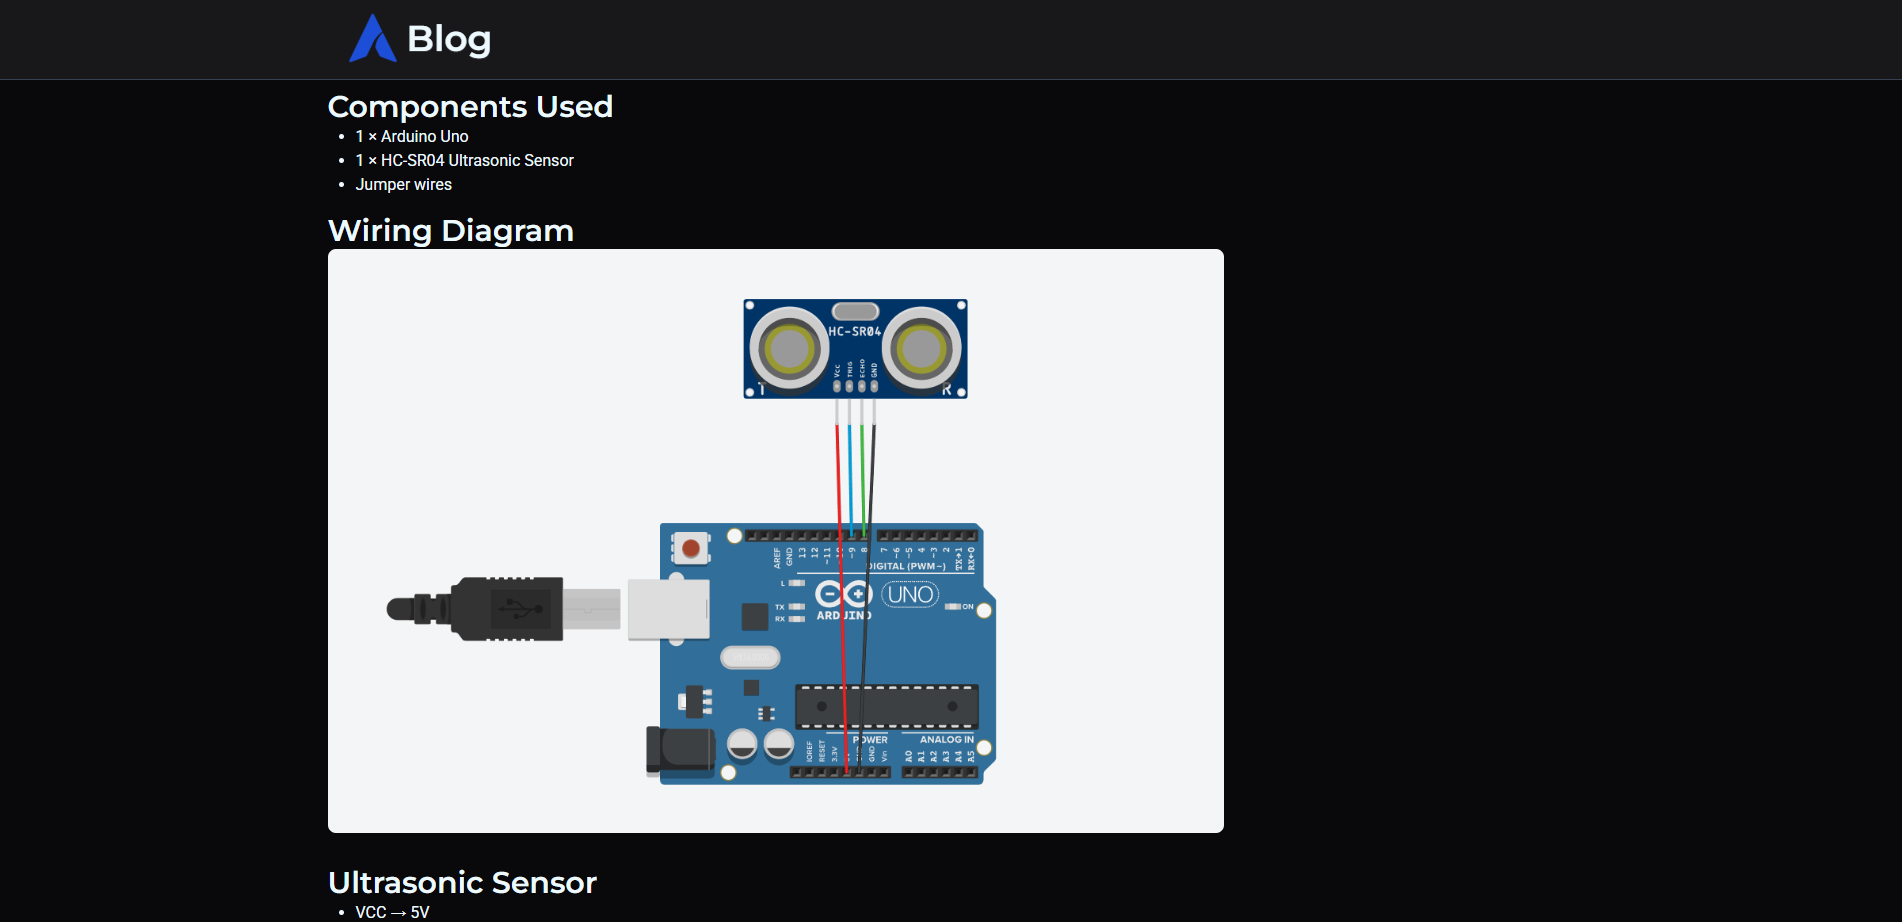 Blog
Components Used
1 × Arduino Uno
1 × HC-SR04 Ultrasonic Sensor
Jumper wires
Wiring Diagram
HC-SR04
Vcc TRIG ECHO GND
T R
AREF GND 13 12 ~11 ~9 8 7 ~6 ~5 4 ~3 2 TX→1 RX←0
DIGITAL (PWM~)
L
TX
RX
ARDUINO
UNO
ON
POWER ANALOG IN
IOREF RESET 3.3V GND Vin A0 A1 A2 A3 A4 A5
Ultrasonic Sensor
VCC → 5V